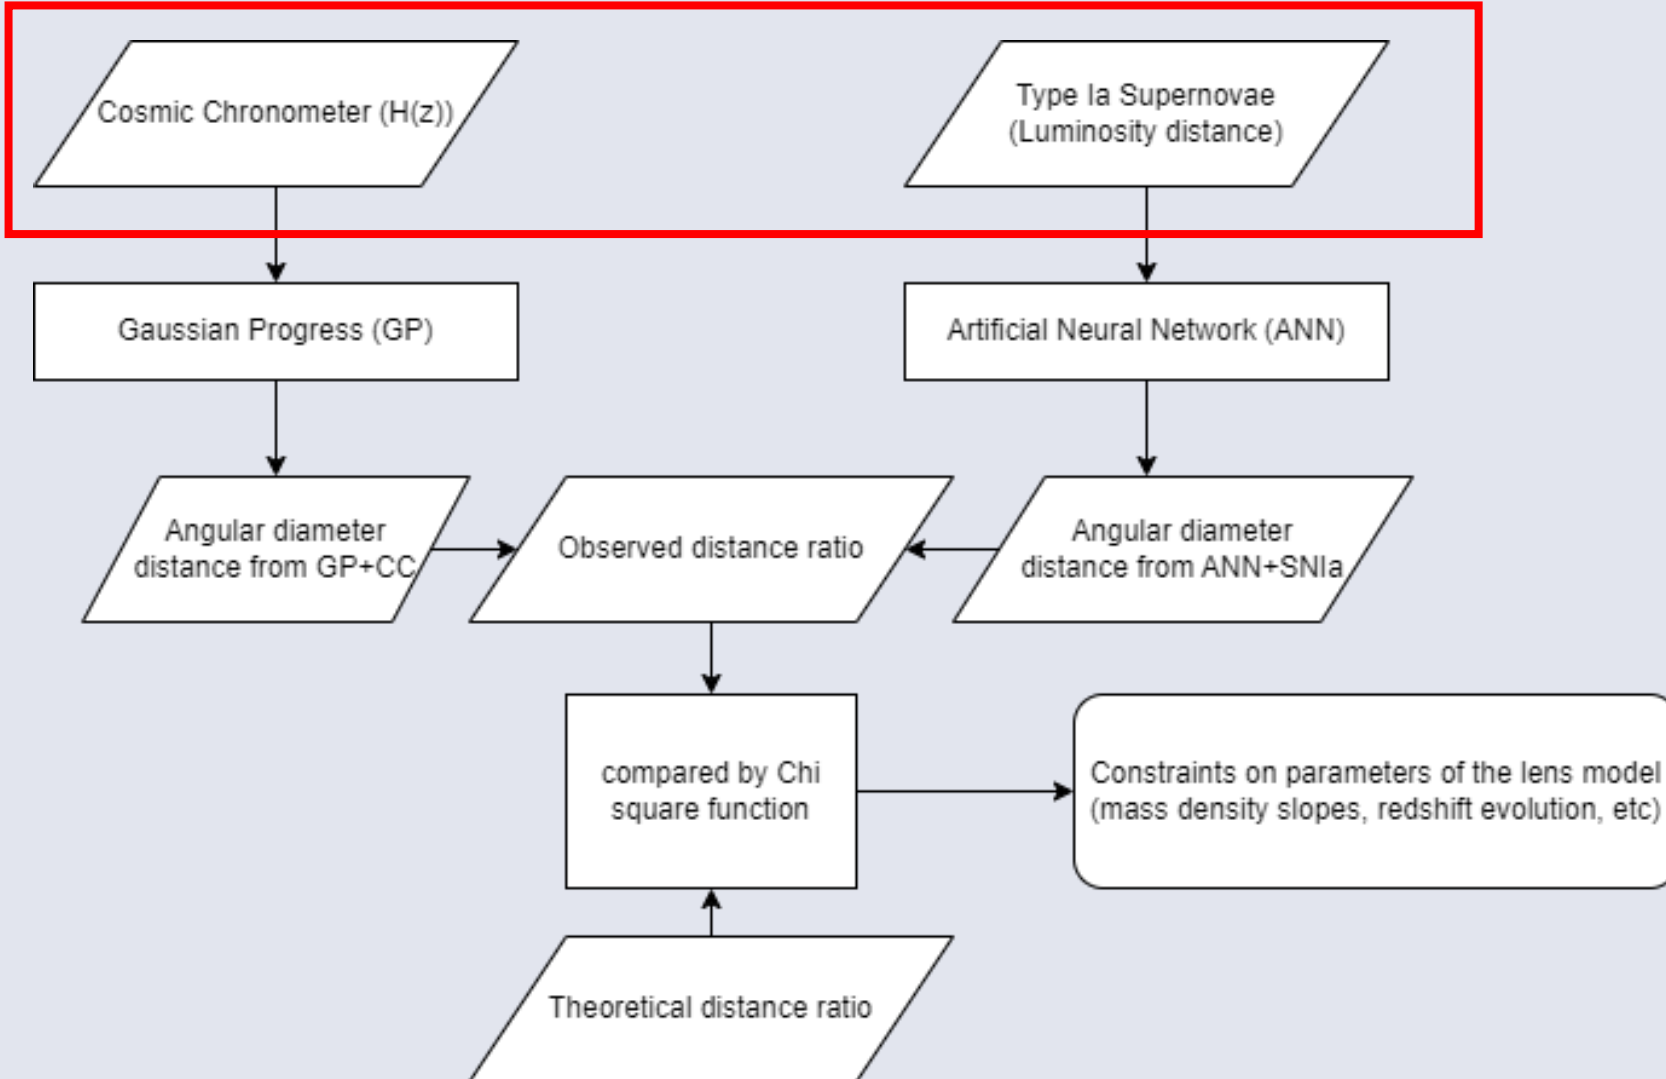 Cosmic Chronometer (H(z))
Type Ia Supernovae
(Luminosity distance)
Gaussian Progress (GP)
Artificial Neural Network (ANN)
Angular diameter
distance from GP+CC
Observed distance ratio
Angular diameter
distance from ANN+SNIa
compared by Chi
square function
Constraints on parameters of the lens model
(mass density slopes, redshift evolution, etc)
Theoretical distance ratio